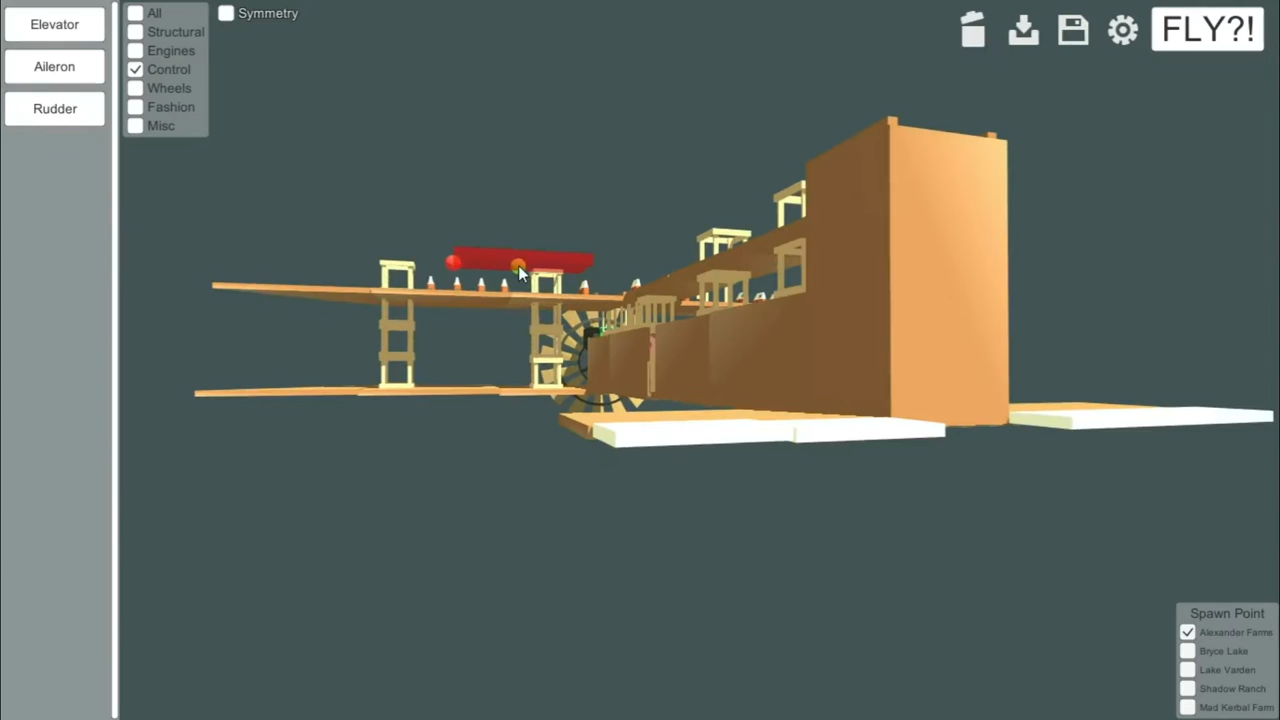 Elevator
Aileron
Rudder
All
Structural
Engines
Control
Wheels
Fashion
Misc
Symmetry
FLY?!
Spawn Point
Alexander Farms
Bryce Lake
Lake Varden
Shadow Ranch
Mad Kerbal Farm